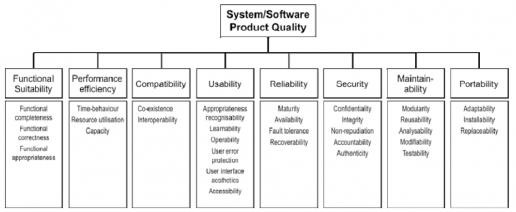 System/Software
Product Quality
Functional
Suitability
Functional
completeness
Functional
correctness
Functional
appropriateness
Performance
efficiency
Time-behaviour
Resource utilisation
Capacity
Compatibility
Co-existence
Interoperability
Usability
Appropriateness
recognisability
Learnability
Operability
User error
protection
User interface
aesthetics
Accessibility
Reliability
Maturity
Availability
Fault tolerance
Recoverability
Security
Confidentiality
Integrity
Non-repudiation
Accountability
Authenticity
Maintain-
ability
Modularity
Reusability
Analysability
Modifiability
Testability
Portability
Adaptability
Installability
Replaceability